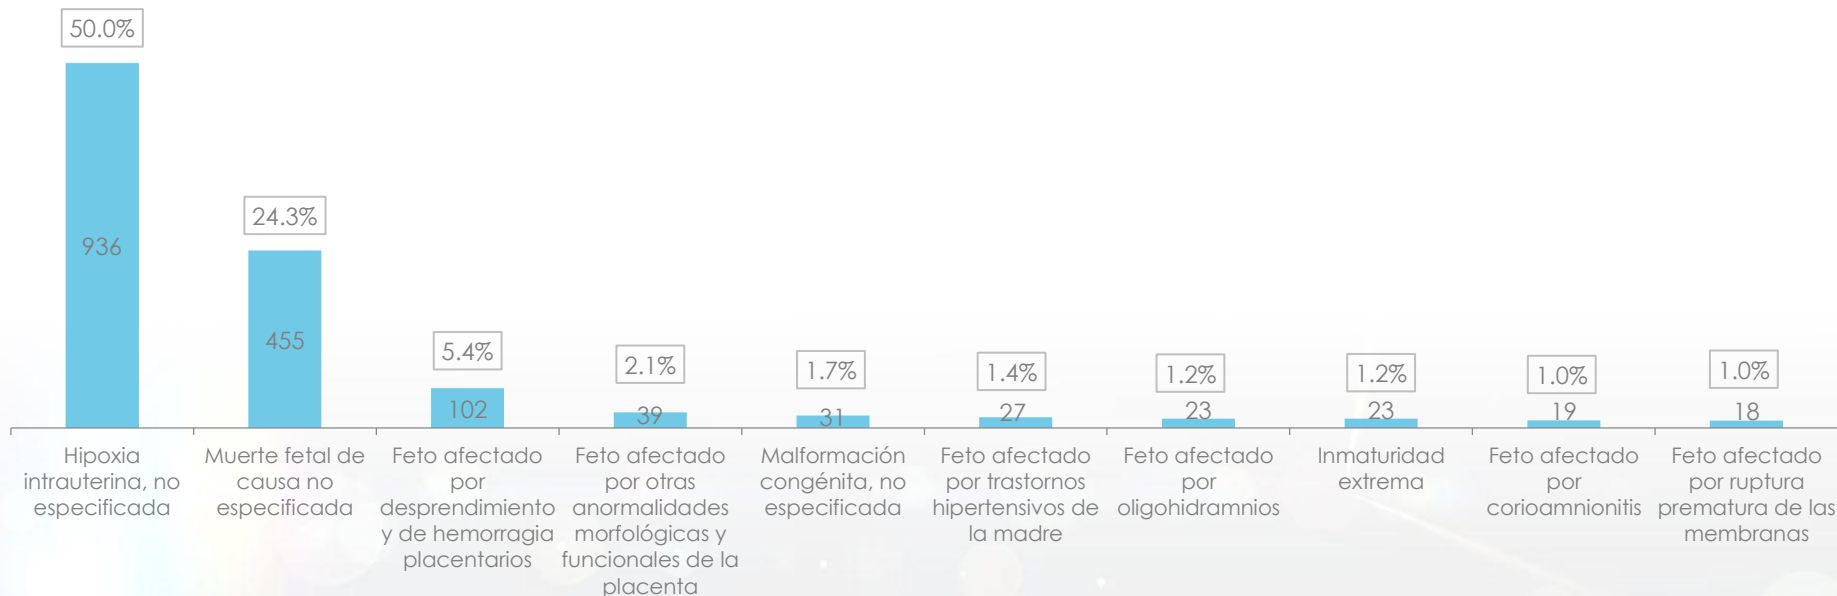 50.0%
24.3%
5.4%
2.1%
1.7%
1.4%
1.2%
1.2%
1.0%
1.0%
936
455
102
39
31
27
23
23
19
18
Hipoxia
intrauterina, no
especificada
Muerte fetal de
causa no
especificada
Feto afectado
por
desprendimiento
y de hemorragia
placentarios
Feto afectado
por otras
anormalidades
morfológicas y
funcionales de la
placenta
Malformación
congénita, no
especificada
Feto afectado
por trastornos
hipertensivos de
la madre
Feto afectado
por
oligohidramnios
Inmaturidad
extrema
Feto afectado
por
corioamnionitis
Feto afectado
por ruptura
prematura de las
membranas